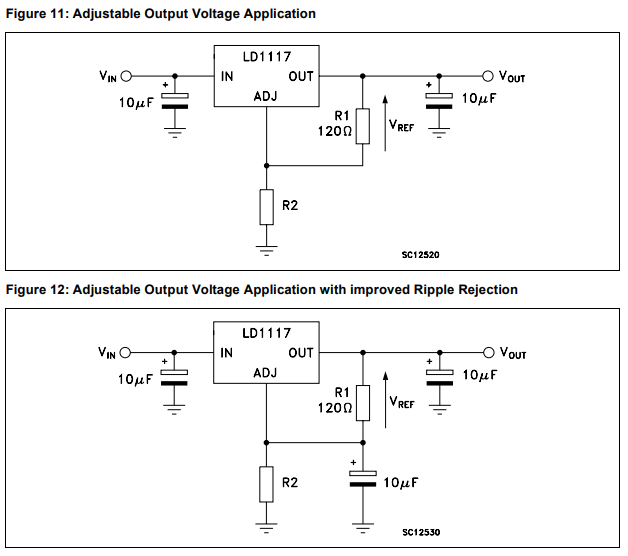 Figure 11: Adjustable Output Voltage Application
LD1117
VIN
IN
OUT
VOUT
+
+
10µF
ADJ
R1
120Ω
VREF
10µF
R2
SC12520
Figure 12: Adjustable Output Voltage Application with improved Ripple Rejection
LD1117
VIN
IN
OUT
VOUT
+
+
10µF
ADJ
R1
120Ω
VREF
10µF
+
R2
10µF
SC12530